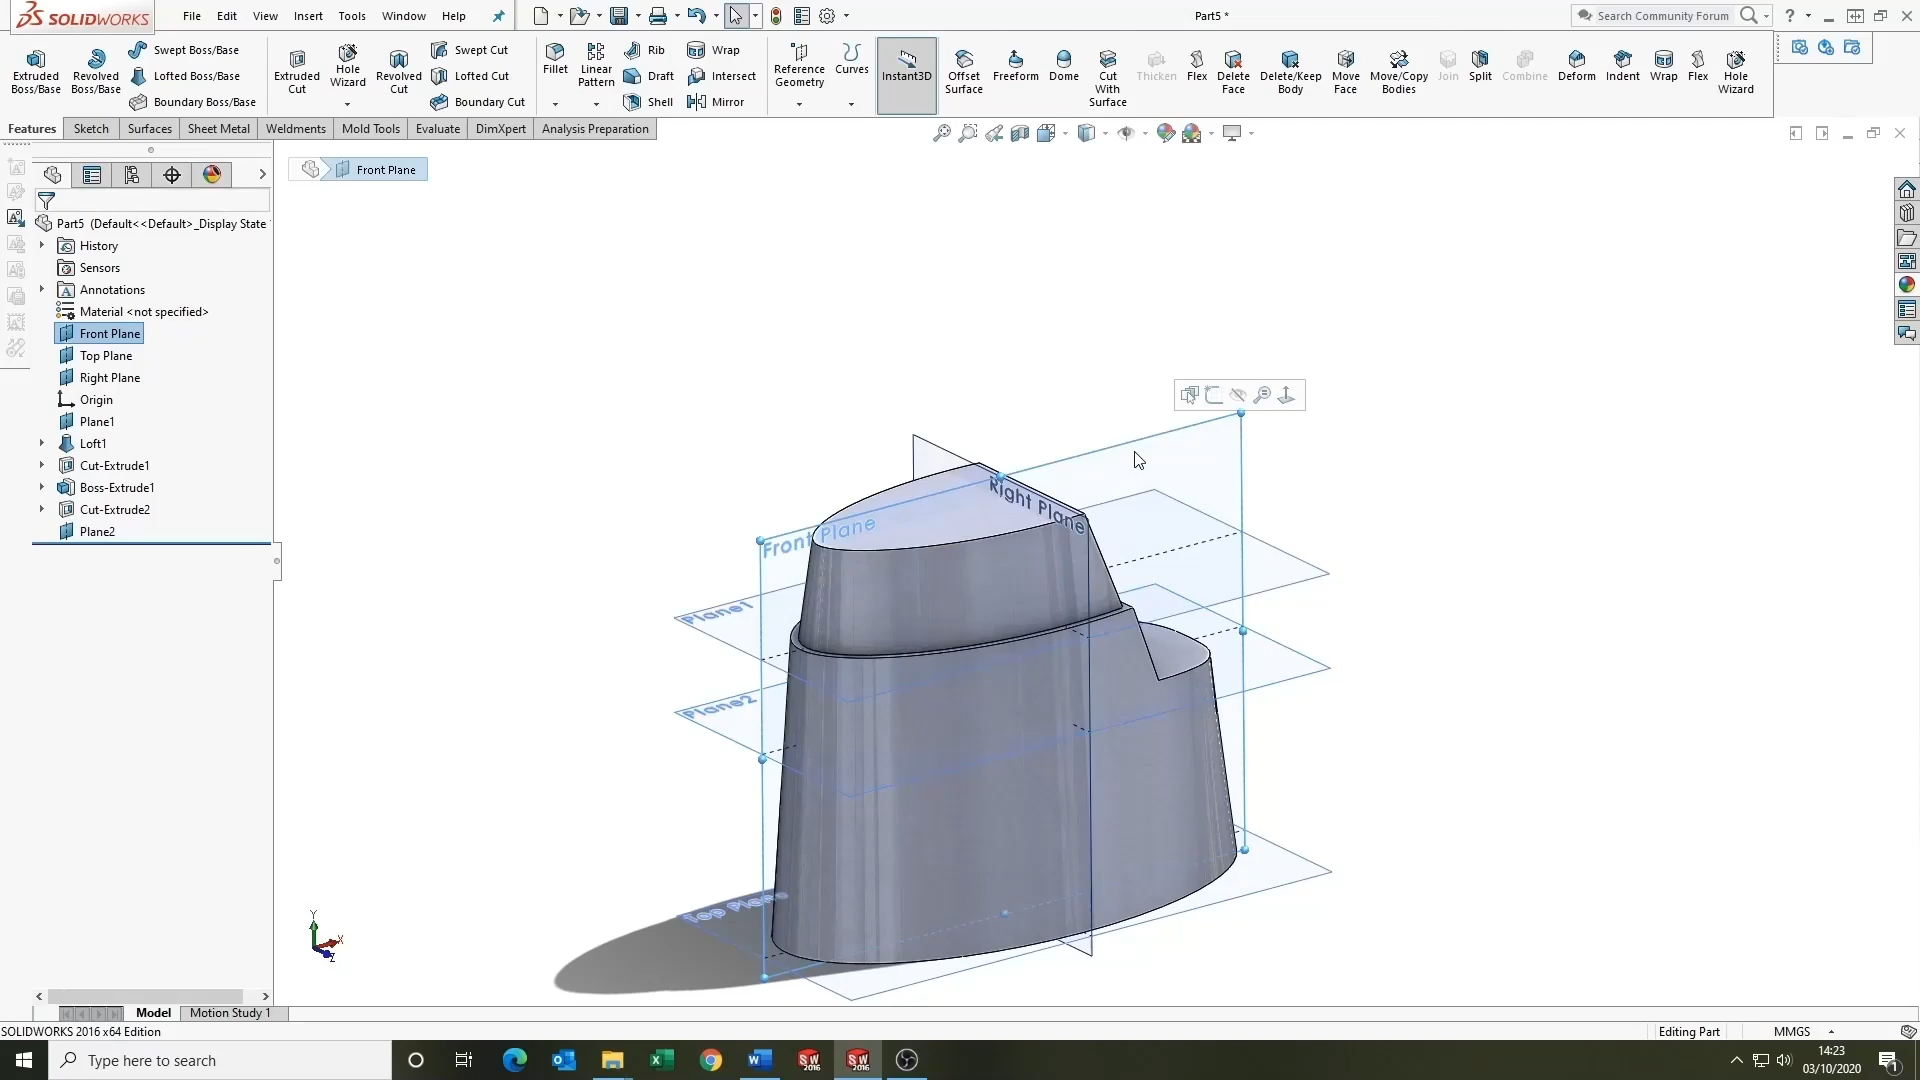 SOLIDWORKS
File Edit View Insert Tools Window Help
Part5 *
Search Community Forum
Extruded Boss/Base
Revolved Boss/Base
Swept Boss/Base
Lofted Boss/Base
Boundary Boss/Base
Extruded Cut
Hole Wizard
Revolved Cut
Swept Cut
Lofted Cut
Boundary Cut
Fillet
Linear Pattern
Rib
Draft
Shell
Wrap
Intersect
Mirror
Reference Geometry
Curves
Instant3D
Offset Surface
Freeform
Dome
Cut With Surface
Thicken
Flex
Delete Face
Delete/Keep Body
Move Face
Move/Copy Bodies
Join
Split
Combine
Deform
Indent
Wrap
Flex
Hole Wizard
Features Sketch Surfaces Sheet Metal Weldments Mold Tools Evaluate DimXpert Analysis Preparation
Front Plane
Part5 (Default<<Default>_Display State
History
Sensors
Annotations
Material <not specified>
Front Plane
Top Plane
Right Plane
Origin
Plane1
Loft1
Cut-Extrude1
Boss-Extrude1
Cut-Extrude2
Plane2
Right Plane
Front Plane
Plane1
Plane2
Top Plane
Y
X
Z
Model Motion Study 1
SOLIDWORKS 2016 x64 Edition
Editing Part
MMGS
Type here to search
SW 2016
SW 2016
14:23
03/10/2020
1